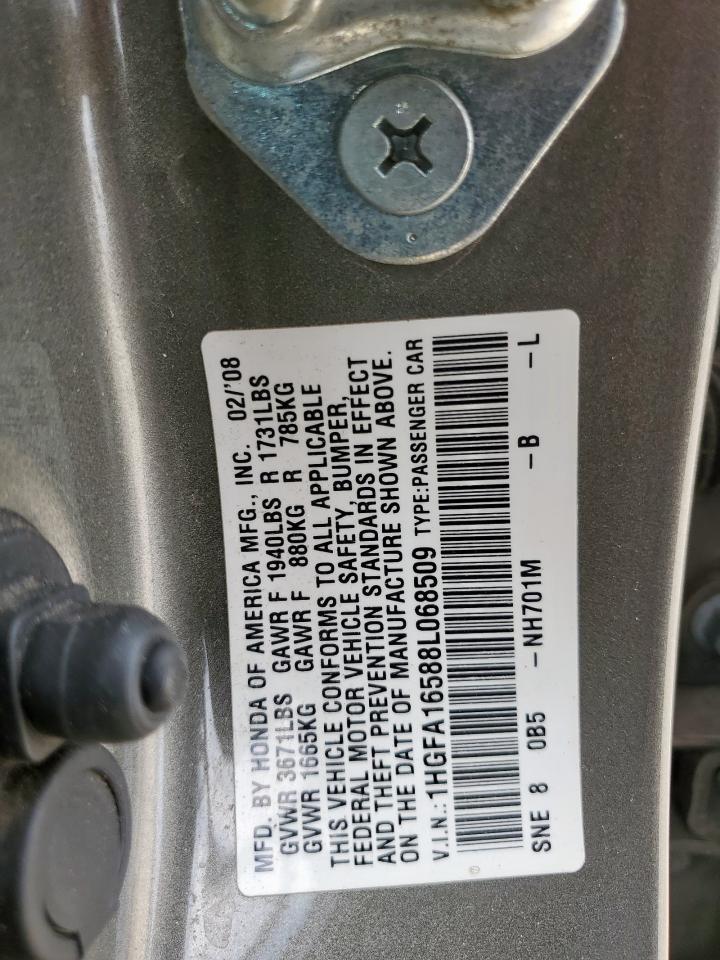 MFD. BY HONDA OF AMERICA MFG., INC. 02/'08
GVWR 3671LBS GAWR F 1940LBS R 1731LBS
GVWR 1665KG GAWR F 880KG R 785KG
THIS VEHICLE CONFORMS TO ALL APPLICABLE
FEDERAL MOTOR VEHICLE SAFETY, BUMPER,
AND THEFT PREVENTION STANDARDS IN EFFECT
ON THE DATE OF MANUFACTURE SHOWN ABOVE.
V.I.N.: 1HGFA16588L068509 TYPE:PASSENGER CAR
SNE 8 0B5 -NH701M -B -L